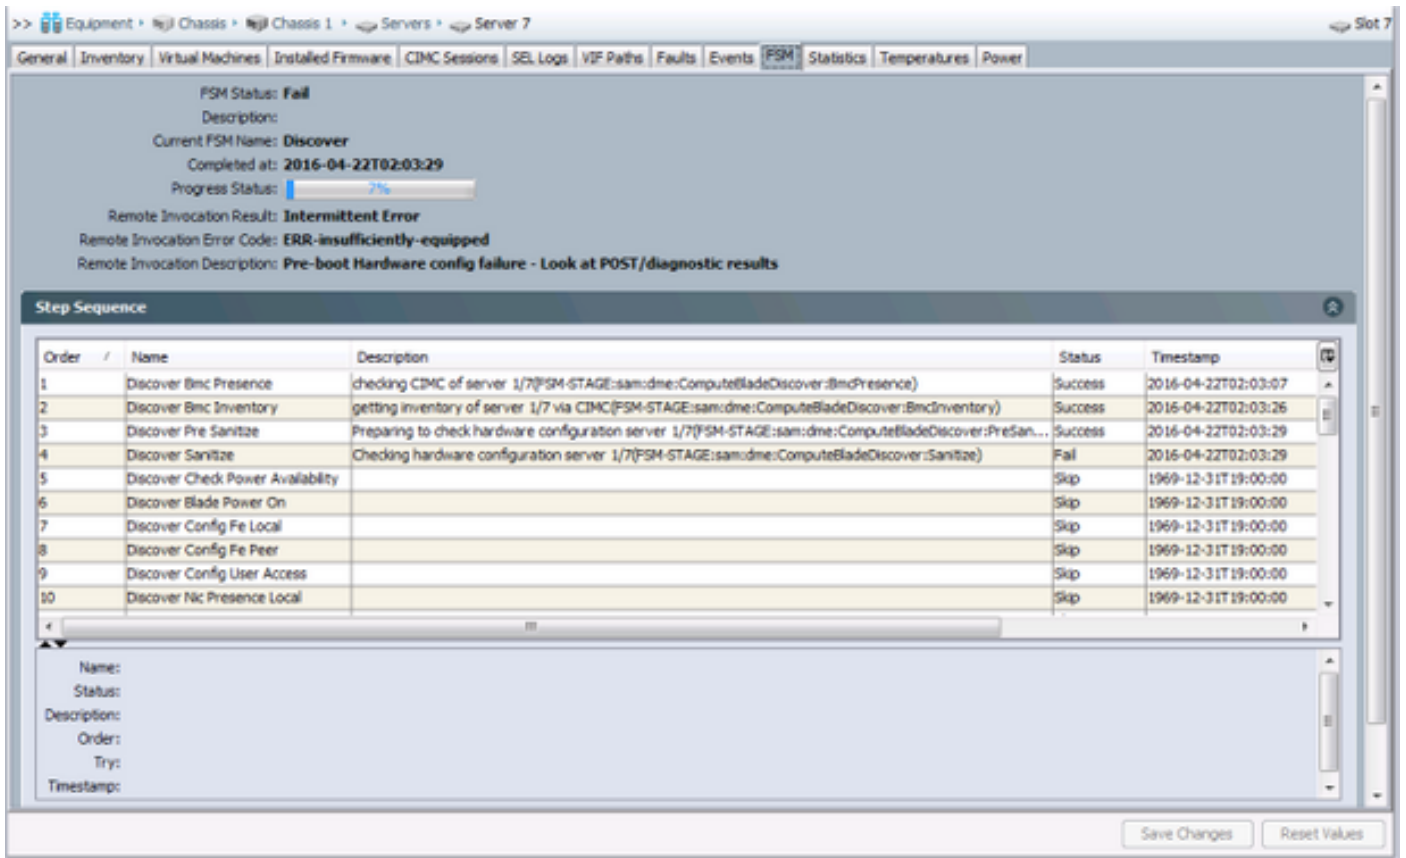 >> Equipment › Chassis › Chassis 1 › Servers › Server 7 Slot 7
General Inventory Virtual Machines Installed Firmware CIMC Sessions SEL Logs VIF Paths Faults Events FSM Statistics Temperatures Power
FSM Status: Fail
Description:
Current FSM Name: Discover
Completed at: 2016-04-22T02:03:29
Progress Status: 7%
Remote Invocation Result: Intermittent Error
Remote Invocation Error Code: ERR-insufficiently-equipped
Remote Invocation Description: Pre-boot Hardware config failure - Look at POST/diagnostic results
Step Sequence
Order / Name Description Status Timestamp
1 Discover Bmc Presence checking CIMC of server 1/7(FSM-STAGE:sam:dme:ComputeBladeDiscover:BmcPresence) Success 2016-04-22T02:03:07
2 Discover Bmc Inventory getting inventory of server 1/7 via CIMC(FSM-STAGE:sam:dme:ComputeBladeDiscover:BmcInventory) Success 2016-04-22T02:03:26
3 Discover Pre Sanitize Preparing to check hardware configuration server 1/7(FSM-STAGE:sam:dme:ComputeBladeDiscover:PreSan... Success 2016-04-22T02:03:29
4 Discover Sanitize Checking hardware configuration server 1/7(FSM-STAGE:sam:dme:ComputeBladeDiscover:Sanitize) Fail 2016-04-22T02:03:29
5 Discover Check Power Availability Skip 1969-12-31T19:00:00
6 Discover Blade Power On Skip 1969-12-31T19:00:00
7 Discover Config Fe Local Skip 1969-12-31T19:00:00
8 Discover Config Fe Peer Skip 1969-12-31T19:00:00
9 Discover Config User Access Skip 1969-12-31T19:00:00
10 Discover Nic Presence Local Skip 1969-12-31T19:00:00
Name:
Status:
Description:
Order:
Try:
Timestamp:
Save Changes Reset Values